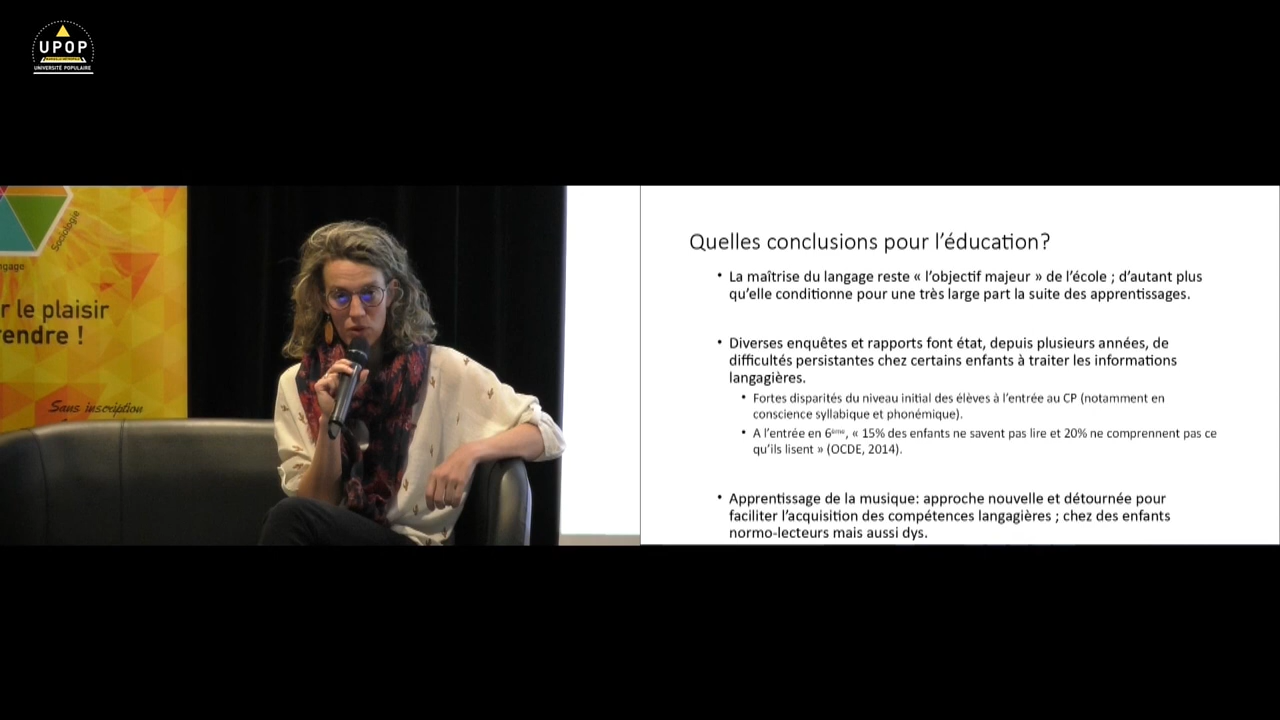 UPOP
UNIVERSITÉ POPULAIRE
Sociologie
ngage
r le plaisir
endre !
Sans inscription
Quelles conclusions pour l'éducation?
• La maîtrise du langage reste « l'objectif majeur » de l'école ; d'autant plus
qu'elle conditionne pour une très large part la suite des apprentissages.
• Diverses enquêtes et rapports font état, depuis plusieurs années, de
difficultés persistantes chez certains enfants à traiter les informations
langagières.
• Fortes disparités du niveau initial des élèves à l'entrée au CP (notamment en
conscience syllabique et phonémique).
• A l'entrée en 6ème, « 15% des enfants ne savent pas lire et 20% ne comprennent pas ce
qu'ils lisent » (OCDE, 2014).
• Apprentissage de la musique: approche nouvelle et détournée pour
faciliter l'acquisition des compétences langagières ; chez des enfants
normo-lecteurs mais aussi dys.